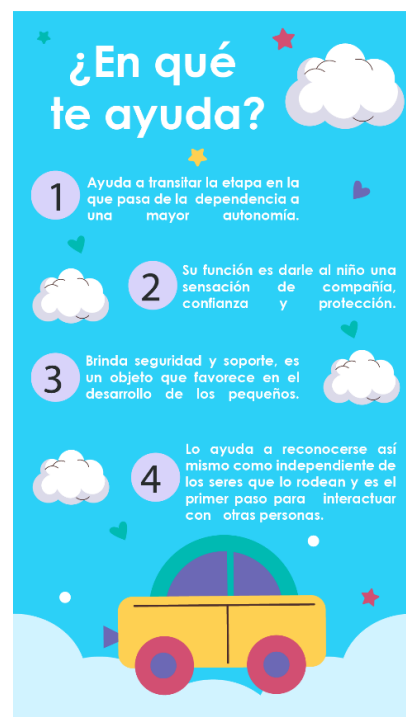 ¿En qué
te ayuda?
1
Ayuda a transitar la etapa en la
que pasa de la dependencia a
una mayor autonomía.
2
Su función es darle al niño una
sensación de compañía,
confianza y protección.
3
Brinda seguridad y soporte, es
un objeto que favorece en el
desarrollo de los pequeños.
4
Lo ayuda a reconocerse así
mismo como independiente de
los seres que lo rodean y es el
primer paso para interactuar
con otras personas.